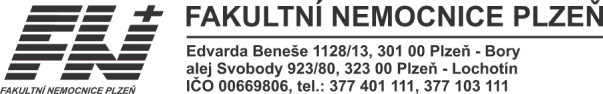 FN+
FAKULTNÍ NEMOCNICE PLZEŇ
FAKULTNÍ NEMOCNICE PLZEŇ
Edvarda Beneše 1128/13, 301 00 Plzeň - Bory
alej Svobody 923/80, 323 00 Plzeň - Lochotín
IČO 00669806, tel.: 377 401 111, 377 103 111